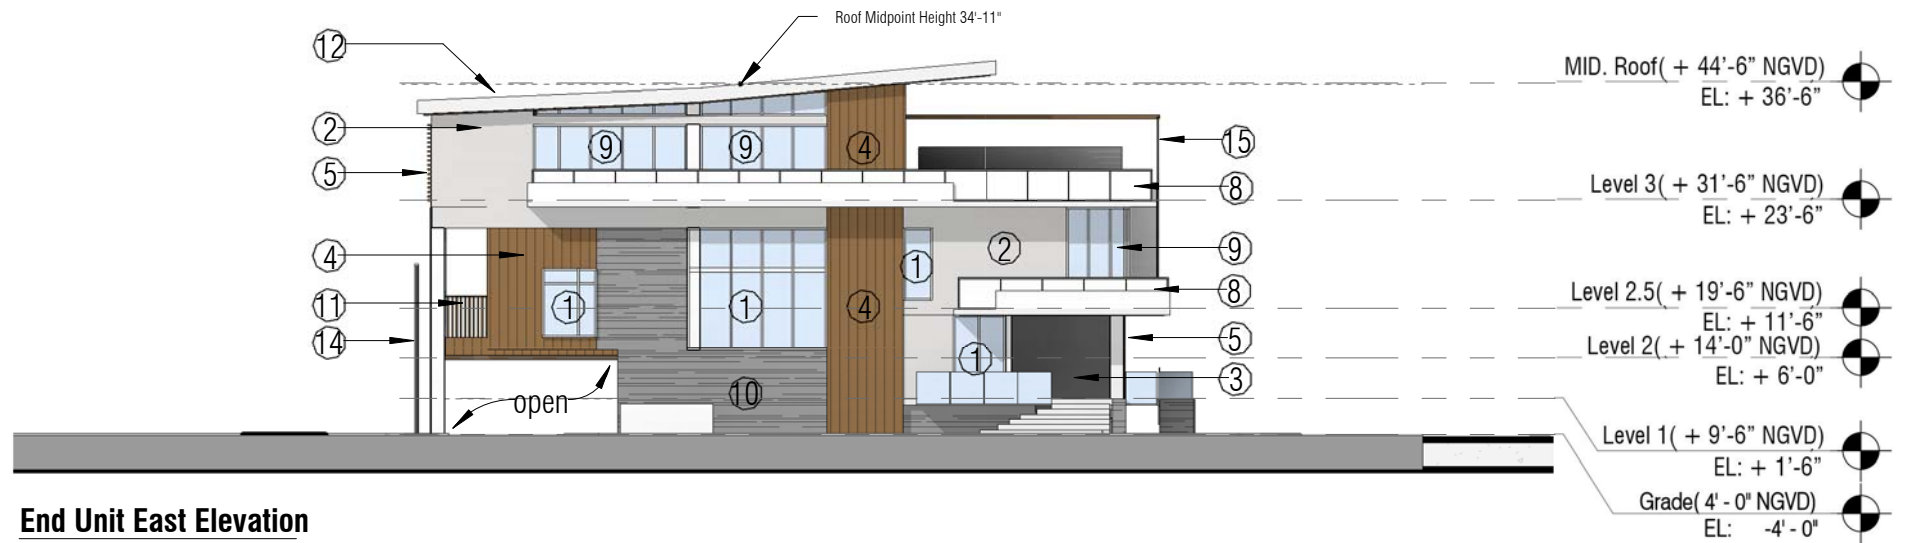 Roof Midpoint Height 34'-11"
12
MID. Roof( + 44'-6" NGVD)
EL: + 36'-6"
2
9
9
4
15
5
8
Level 3( + 31'-6" NGVD)
EL: + 23'-6"
4
1
2
9
11
1
1
4
8
Level 2.5( + 19'-6" NGVD)
EL: + 11'-6"
14
1
5
Level 2( + 14'-0" NGVD)
EL: + 6'-0"
open
10
3
Level 1( + 9'-6" NGVD)
EL: + 1'-6"
Grade( 4' - 0" NGVD)
EL: -4' - 0"
End Unit East Elevation